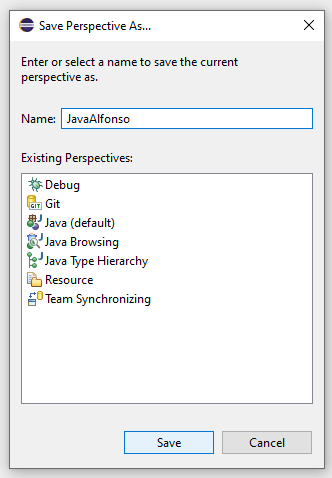 Save Perspective As...
Enter or select a name to save the current
perspective as.
Name: JavaAlfonso
Existing Perspectives:
Debug
GIT Git
Java (default)
Java Browsing
Java Type Hierarchy
Resource
Team Synchronizing
Save Cancel